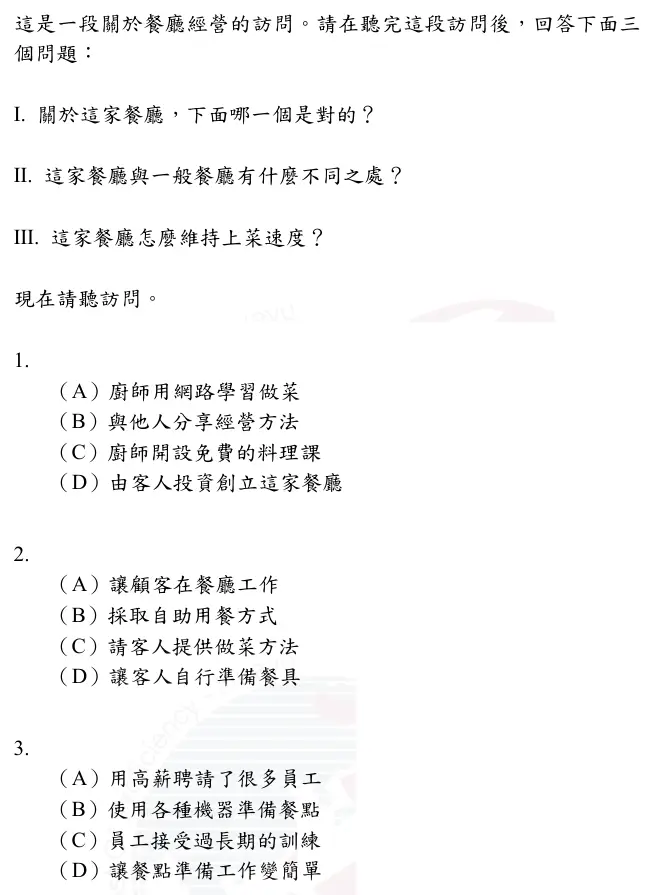 這是一段關於餐廳經營的訪問。請在聽完這段訪問後，回答下面三
個問題：
I. 關於這家餐廳，下面哪一個是對的？
II. 這家餐廳與一般餐廳有什麼不同之處？
III. 這家餐廳怎麼維持上菜速度？
現在請聽訪問。
1.
（A）廚師用網路學習做菜
（B）與他人分享經營方法
（C）廚師開設免費的料理課
（D）由客人投資創立這家餐廳
2.
（A）讓顧客在餐廳工作
（B）採取自助用餐方式
（C）請客人提供做菜方法
（D）讓客人自行準備餐具
3.
（A）用高薪聘請了很多員工
（B）使用各種機器準備餐點
（C）員工接受過長期的訓練
（D）讓餐點準備工作變簡單